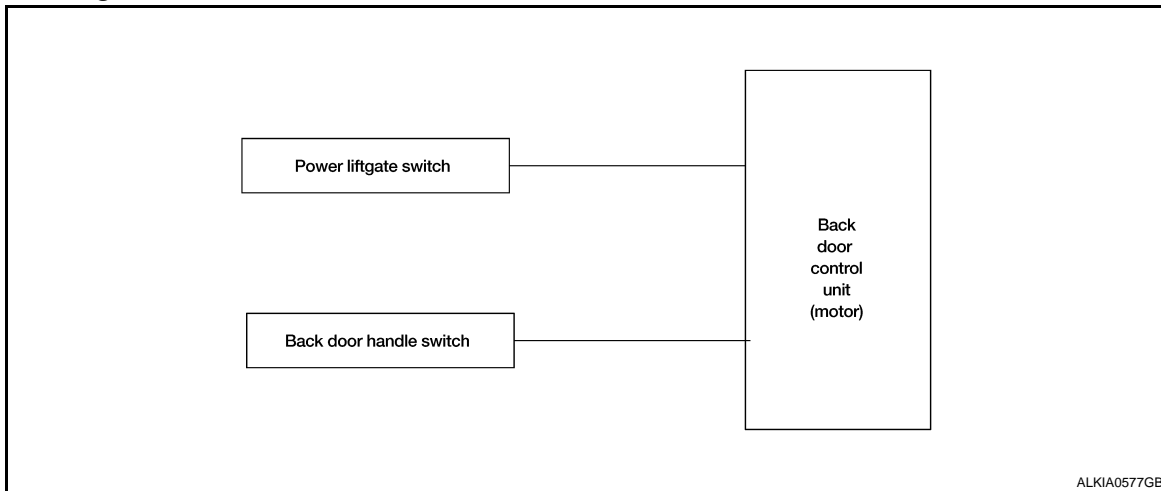 Power liftgate switch
Back door handle switch
Back
door
control
unit
(motor)
ALKIA0577GB